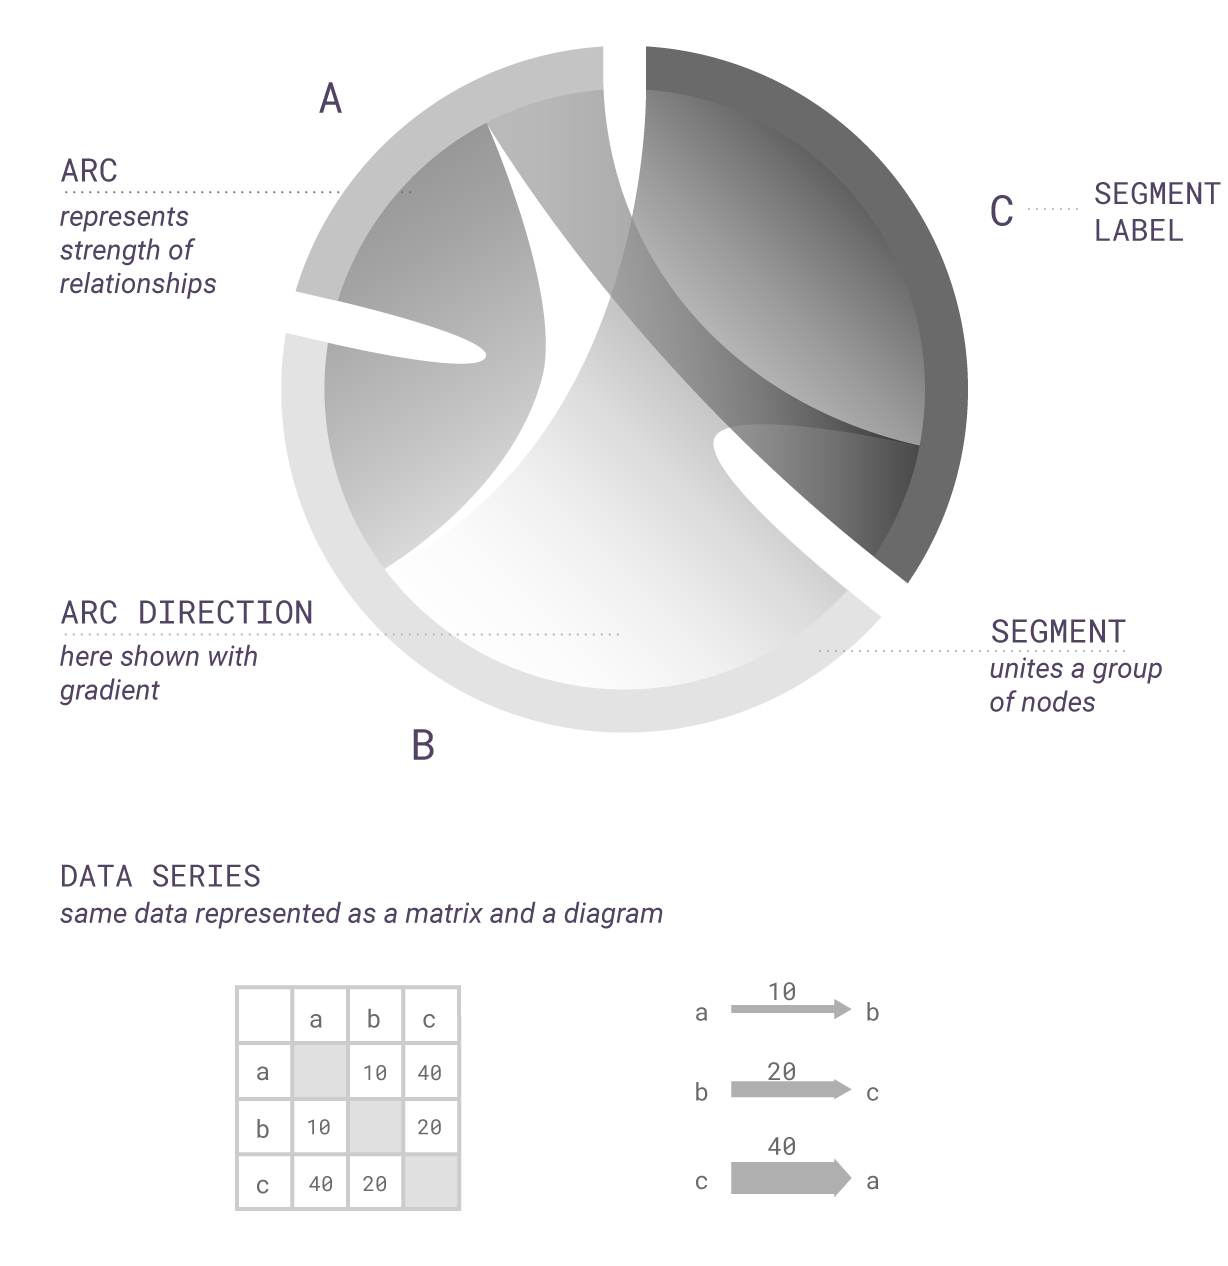 A
ARC
represents
strength of
relationships
C
SEGMENT
LABEL
ARC DIRECTION
here shown with
gradient
SEGMENT
unites a group
of nodes
B
DATA SERIES
same data represented as a matrix and a diagram
a b c
a 10 40
b 10 20
c 40 20
10
a b
20
b c
40
c a